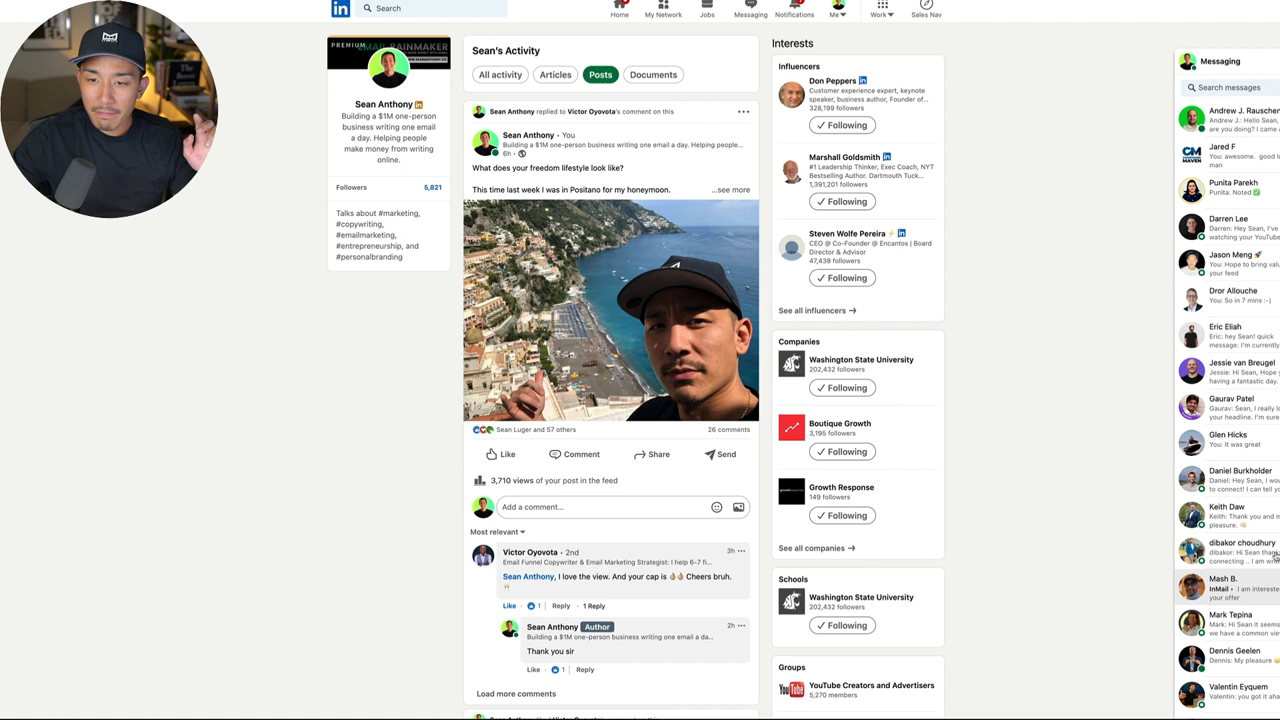 Search
Home
My Network
Jobs
Messaging
Notifications
Me
Work
Sales Nav
PREMIUM
EMAIL RAINMAKER
Sean Anthony
Building a $1M one-person
business writing one email
a day. Helping people
make money from writing
online.
Followers
5,821
Talks about #marketing,
#copywriting,
#emailmarketing,
#entrepreneurship, and
#personalbranding
Sean's Activity
All activity
Articles
Posts
Documents
Sean Anthony replied to Victor Oyovota's comment on this
Sean Anthony • You
Building a $1M one-person business writing one email a day. Helping people...
6h •
What does your freedom lifestyle look like?
This time last week I was in Positano for my honeymoon.
...see more
Sean Luger and 57 others
26 comments
Like
Comment
Share
Send
3,710 views of your post in the feed
Add a comment...
Most relevant
Victor Oyovota • 2nd
3h
Email Funnel Copywriter & Email Marketing Strategist: I help 6-7 fi...
Sean Anthony, I love the view. And your cap is 👌👌 Cheers bruh.
Like · 1 | Reply · 1 Reply
Sean Anthony Author
2h
Building a $1M one-person business writing one email a da...
Thank you sir
Like · 1 | Reply
Load more comments
Interests
Influencers
Don Peppers
Customer experience expert, keynote
speaker, business author, Founder of...
328,199 followers
Following
Marshall Goldsmith
#1 Leadership Thinker, Exec Coach, NYT
Bestselling Author. Dartmouth Tuck...
1,391,201 followers
Following
Steven Wolfe Pereira ⚡
CEO @ Co-Founder @ Encantos | Board
Director & Advisor
47,438 followers
Following
See all influencers →
Companies
Washington State University
202,432 followers
Following
Boutique Growth
3,195 followers
Following
Growth Response
149 followers
Following
See all companies →
Schools
Washington State University
202,432 followers
Following
Groups
YouTube Creators and Advertisers
5,270 members
Messaging
Search messages
Andrew J. Rauscher
Andrew J.: Hello Sean,
are you doing? I came
Jared F
You: awesome. good
man
Punita Parekh
Punita: Noted ✅
Darren Lee
Darren: Hey Sean, I've
watching your YouTube
Jason Meng 🚀
You: Hope to bring
your feed
Dror Allouche
You: So in 7 mins :-)
Eric Eliah
Eric: hey Sean! quick
message: I'm currently
Jessie van Breugel
Jessie: Hi Sean, Hope
having a fantastic day.
Gaurav Patel
Gaurav: Sean, I really
your headline. I'm sure
Glen Hicks
You: It was great
Daniel Burkholder
Daniel: Hey Sean, I
to connect! I can tell
Keith Daw
Keith: Thank you and
pleasure.
dibakor choudhury
dibakor: Hi Sean
connecting .. I am
Mash B.
InMail • I am interested
your offer
Mark Tepina
Mark: Hi Sean It seems
we have a common
Dennis Geelen
Dennis: My pleasure
Valentin Eyquem
Valentin: you got it